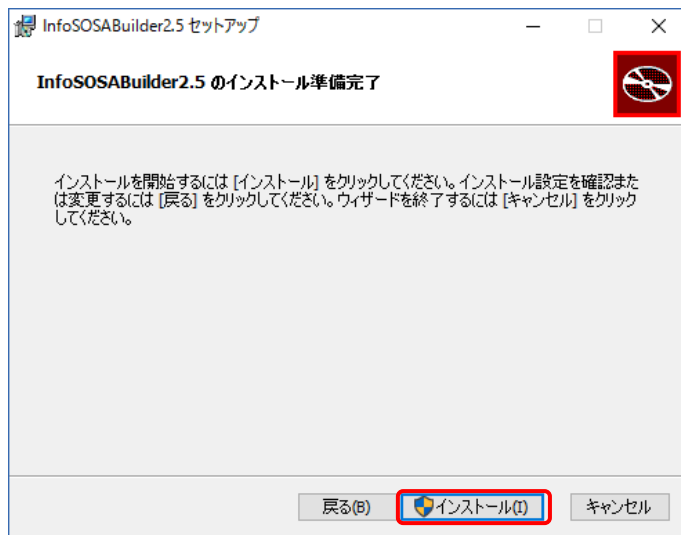 InfoSOSABuilder2.5 セットアップ
InfoSOSABuilder2.5 のインストール準備完了
インストールを開始するには [インストール] をクリックしてください。インストール設定を確認また
は変更するには [戻る] をクリックしてください。ウィザードを終了するには [キャンセル] をクリック
してください。
戻る(B)
インストール(I)
キャンセル